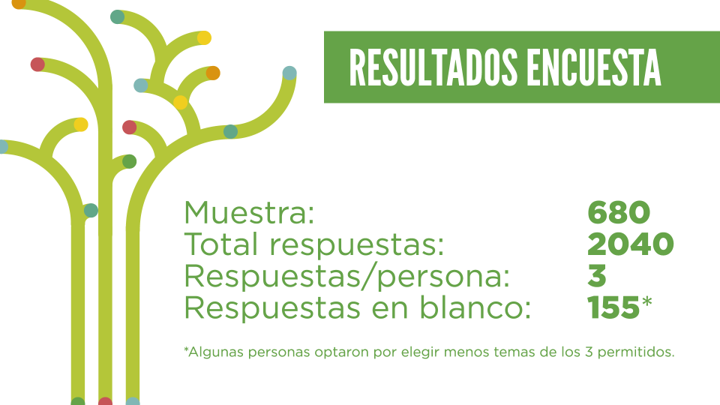 RESULTADOS ENCUESTA
Muestra: 680
Total respuestas: 2040
Respuestas/persona: 3
Respuestas en blanco: 155*
*Algunas personas optaron por elegir menos temas de los 3 permitidos.